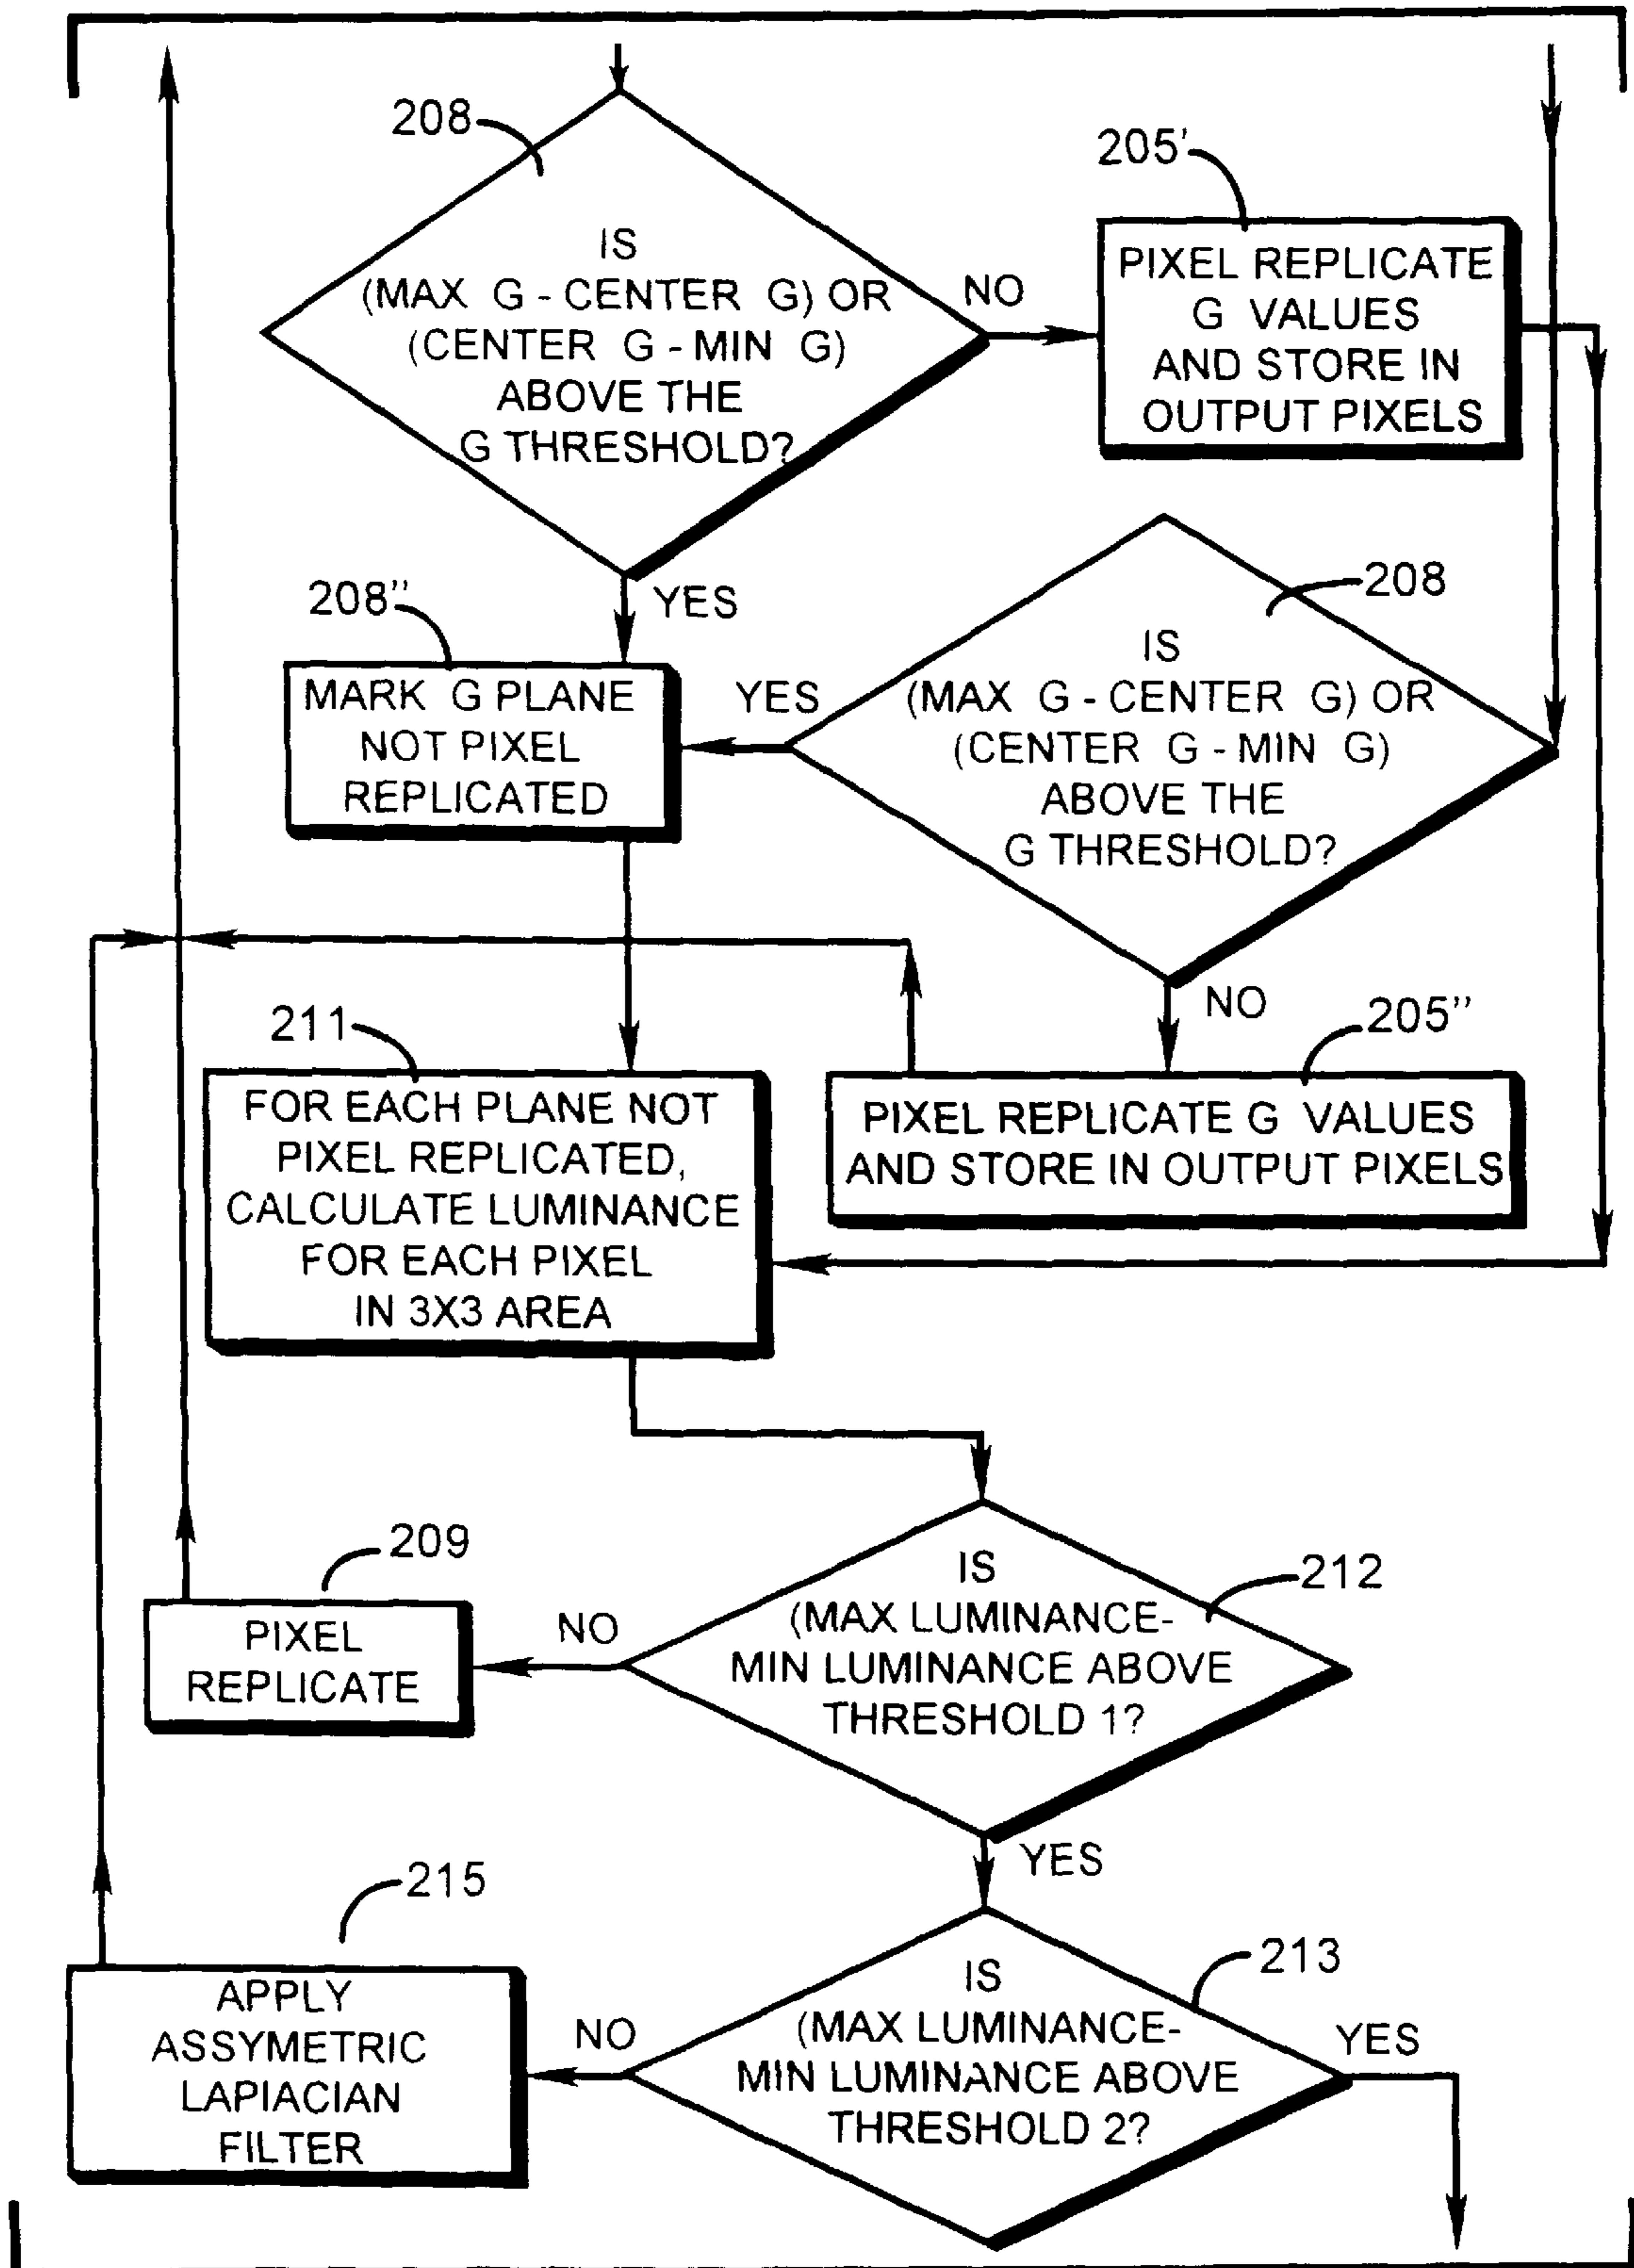 208
IS
(MAX G - CENTER G) OR
(CENTER G - MIN G)
ABOVE THE
G THRESHOLD?
NO
205'
PIXEL REPLICATE
G VALUES
AND STORE IN
OUTPUT PIXELS
YES
208"
MARK G PLANE
NOT PIXEL
REPLICATED
YES
208
IS
(MAX G - CENTER G) OR
(CENTER G - MIN G)
ABOVE THE
G THRESHOLD?
NO
205"
PIXEL REPLICATE G VALUES
AND STORE IN OUTPUT PIXELS
211
FOR EACH PLANE NOT
PIXEL REPLICATED,
CALCULATE LUMINANCE
FOR EACH PIXEL
IN 3X3 AREA
209
PIXEL
REPLICATE
NO
212
IS
(MAX LUMINANCE-
MIN LUMINANCE ABOVE
THRESHOLD 1?
YES
215
APPLY
ASSYMETRIC
LAPIACIAN
FILTER
NO
213
IS
(MAX LUMINANCE-
MIN LUMINANCE ABOVE
THRESHOLD 2?
YES